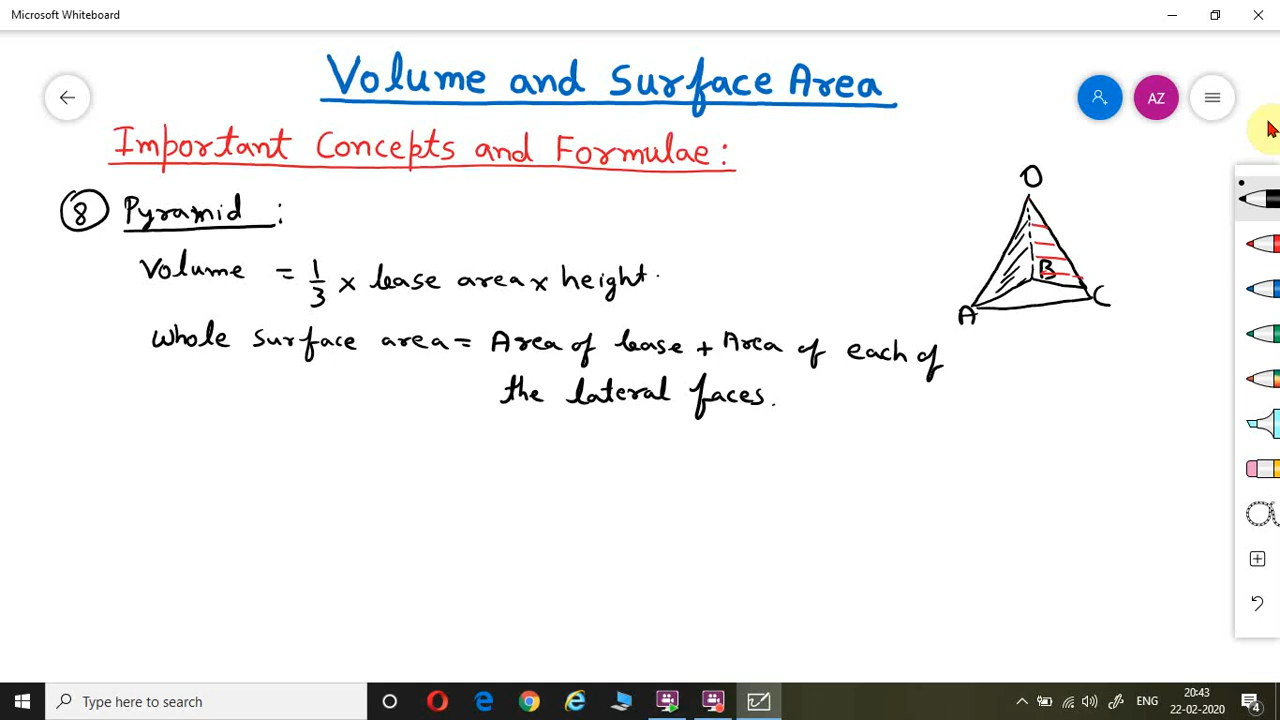 Microsoft Whiteboard
Volume and Surface Area
AZ
Important Concepts and Formulae:
8 Pyramid :
O
Volume = 1/3 x base area x height.
B
A
C
Whole surface area = Area of base + Area of each of
the lateral faces.
Type here to search
ENG
20:43
22-02-2020
4